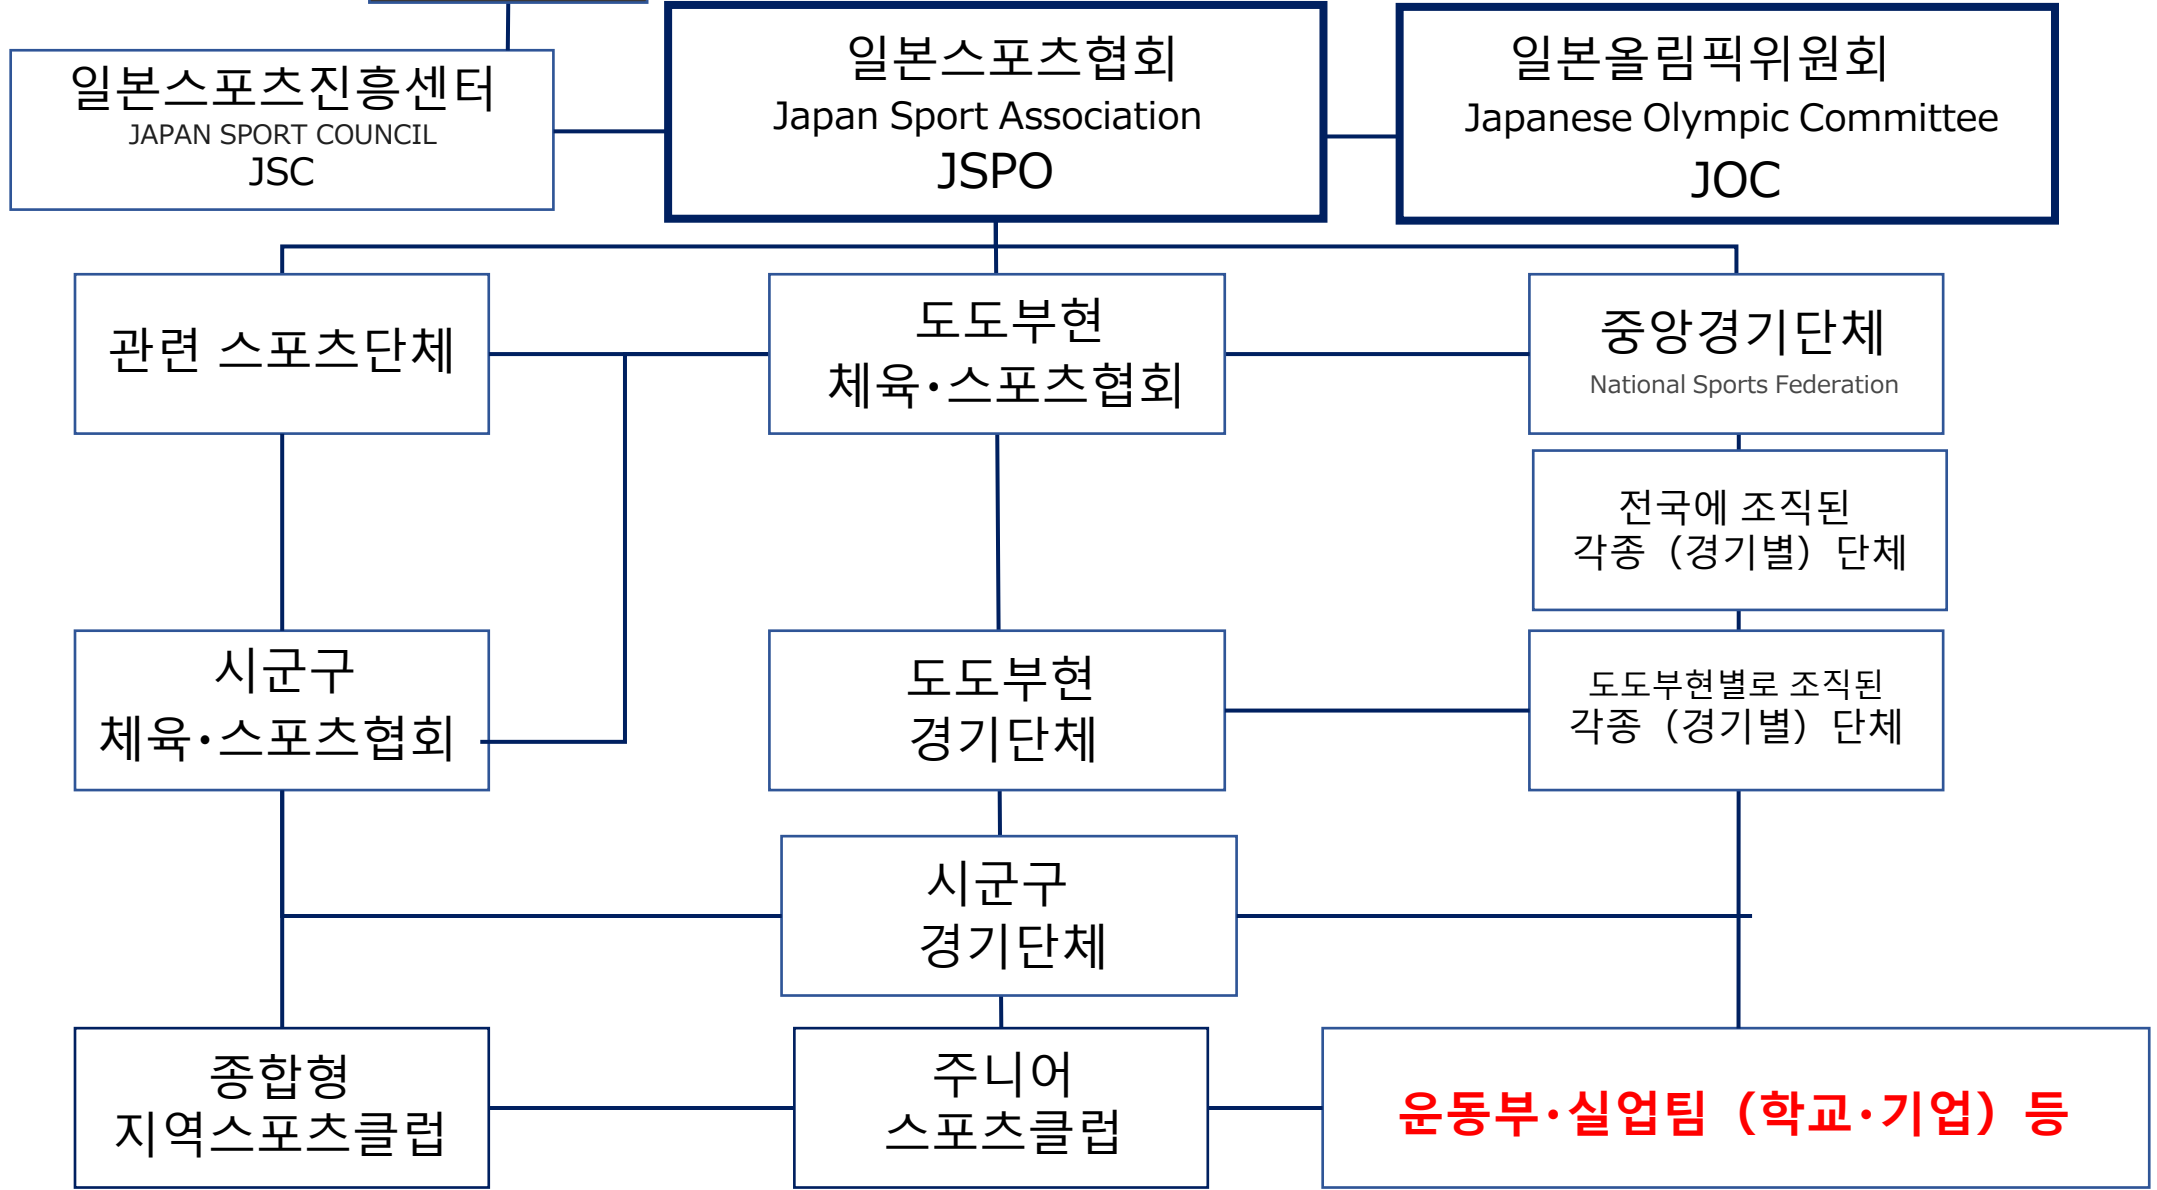 일본스포츠진흥센터
JAPAN SPORT COUNCIL
JSC
일본스포츠협회
Japan Sport Association
JSPO
일본올림픽위원회
Japanese Olympic Committee
JOC
관련 스포츠단체
도도부현
체육·스포츠협회
중앙경기단체
National Sports Federation
전국에 조직된
각종（경기별）단체
시군구
체육·스포츠협회
도도부현
경기단체
도도부현별로 조직된
각종（경기별）단체
시군구
경기단체
종합형
지역스포츠클럽
주니어
스포츠클럽
운동부·실업팀（학교·기업）등